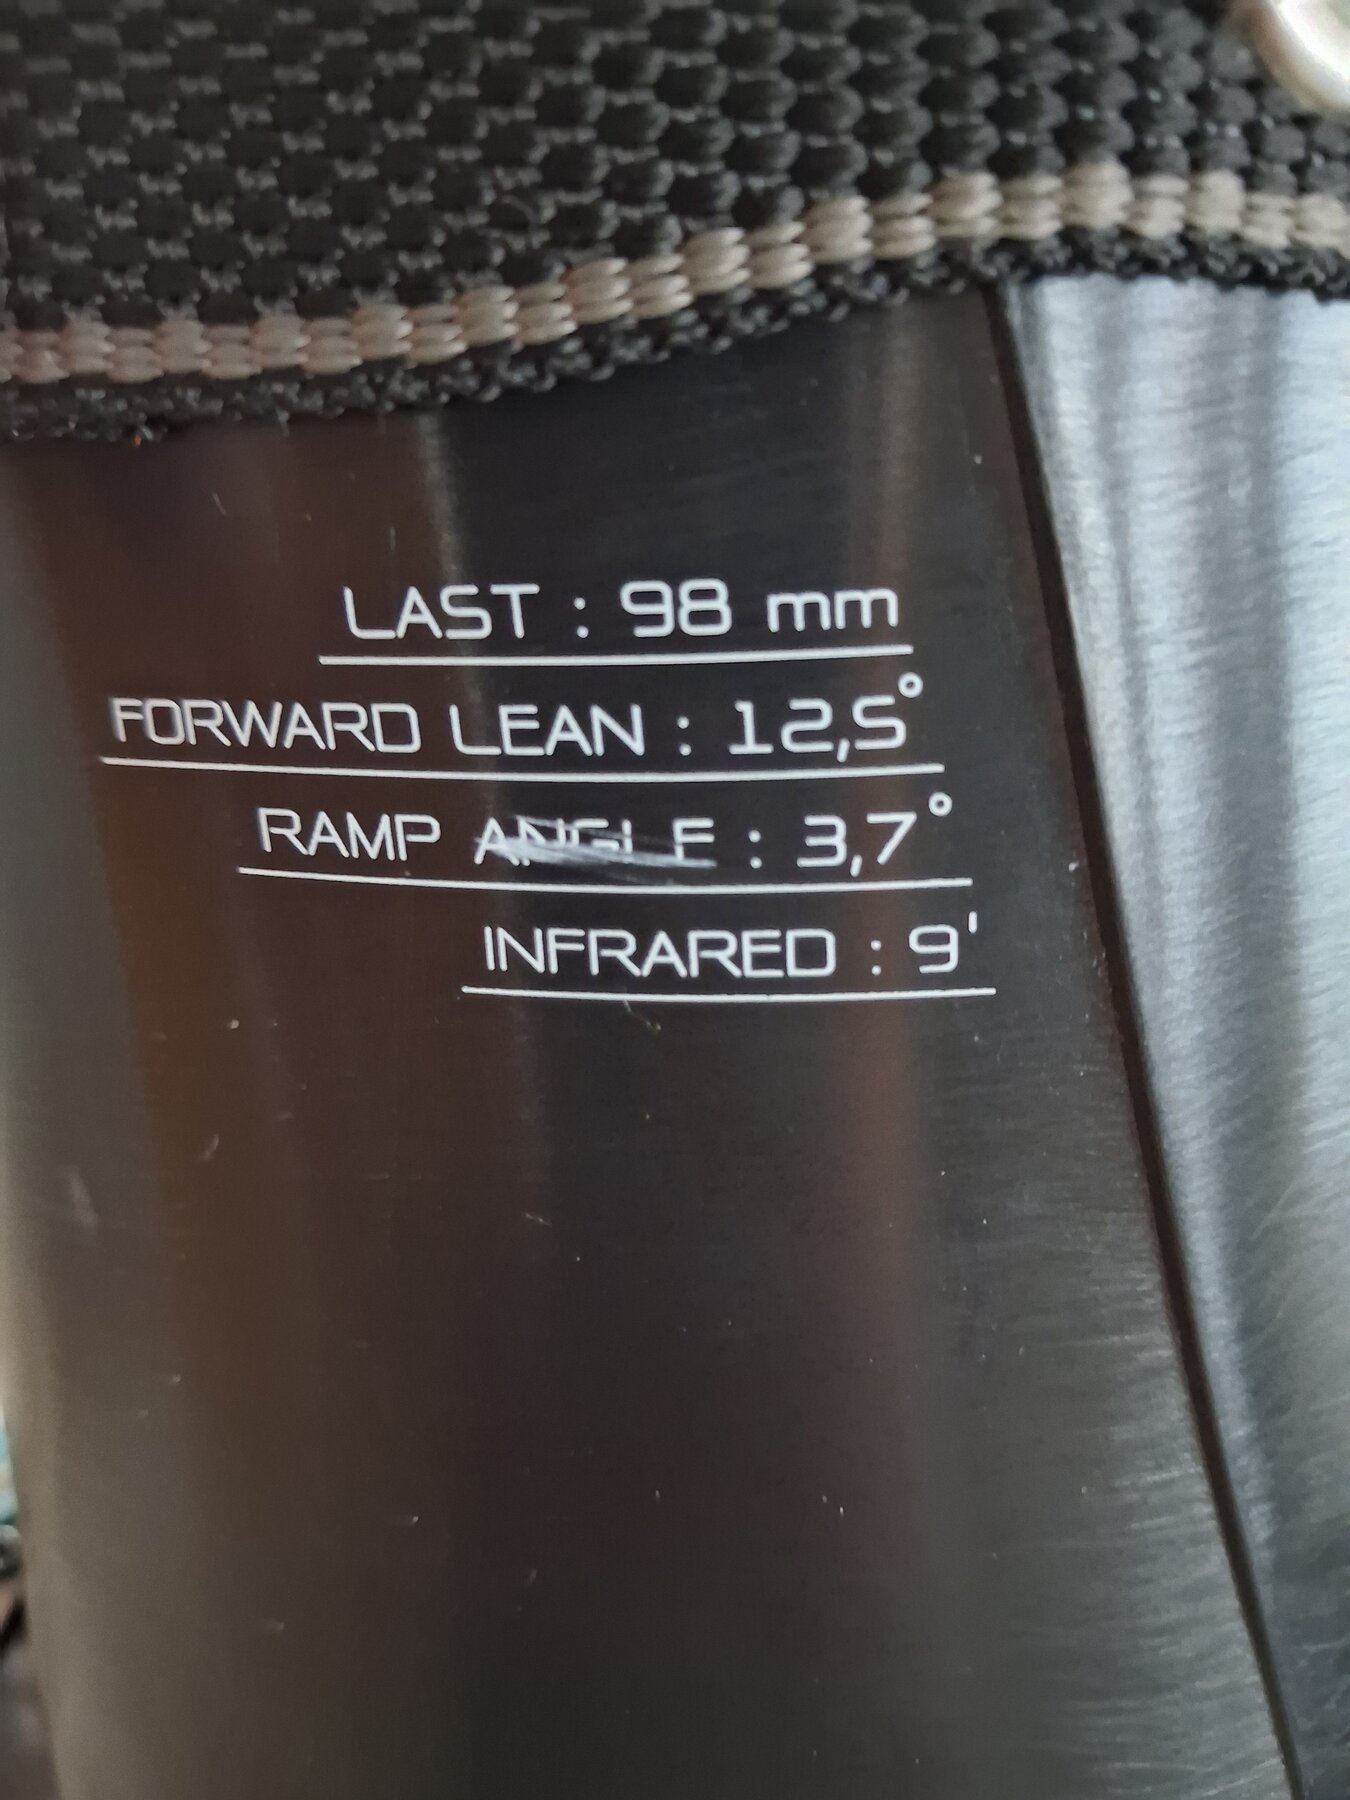 LAST : 98 mm
FORWARD LEAN : 12,5°
RAMP ANGLE : 3,7°
INFRARED : 9'